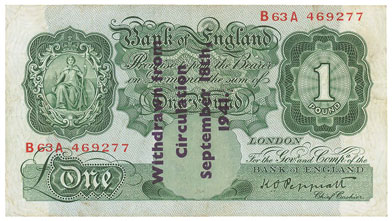 B63A 469277
Bank of England
Promise to pay the Bearer
on Demand the sum of
One Pound
1
POUND
LONDON
For the Govr and Compa of the
BANK of ENGLAND
B63A 469277
K O Peppiatt
Chief Cashier
£One
Withdrawn from
Circulation
September 18th,
1941.